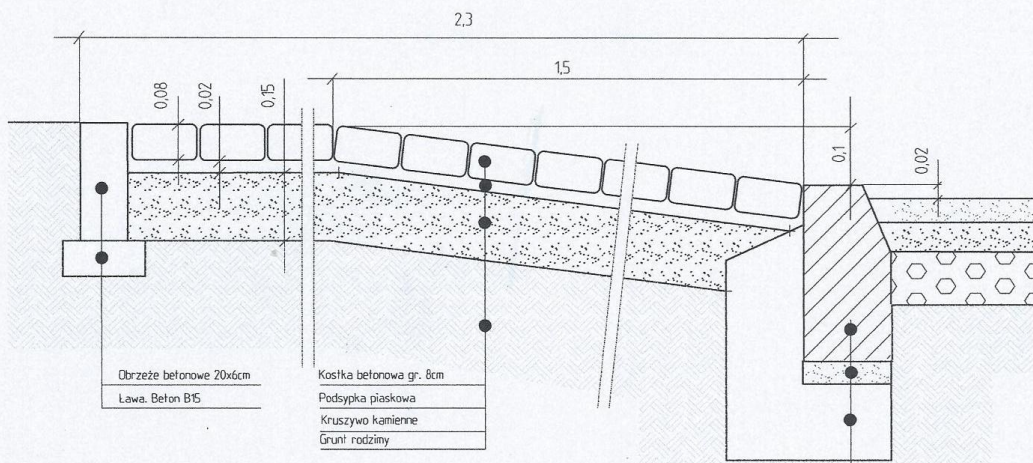 2,3
1,5
0,08
0,02
0,15
0,1
0,02
Obrzeże betonowe 20x6cm
Ława. Beton B15
Kostka betonowa gr. 8cm
Podsypka piaskowa
Kruszywo kamienne
Grunt rodzimy